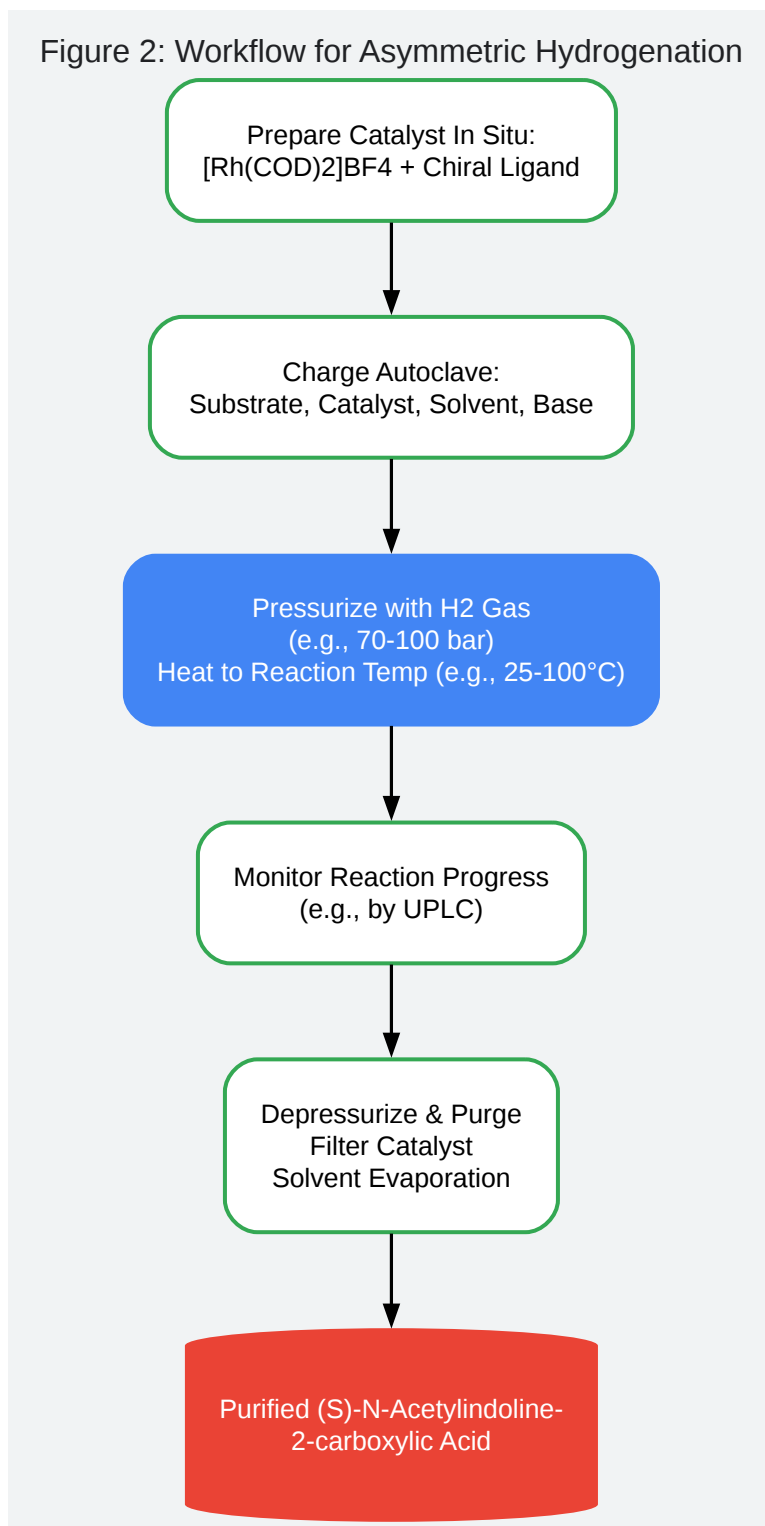 Figure 2: Workflow for Asymmetric Hydrogenation
Prepare Catalyst In Situ:
[Rh(COD)2]BF4 + Chiral Ligand
Charge Autoclave:
Substrate, Catalyst, Solvent, Base
Pressurize with H2 Gas
(e.g., 70-100 bar)
Heat to Reaction Temp (e.g., 25-100°C)
Monitor Reaction Progress
(e.g., by UPLC)
Depressurize & Purge
Filter Catalyst
Solvent Evaporation
Purified (S)-N-Acetylindoline-
2-carboxylic Acid